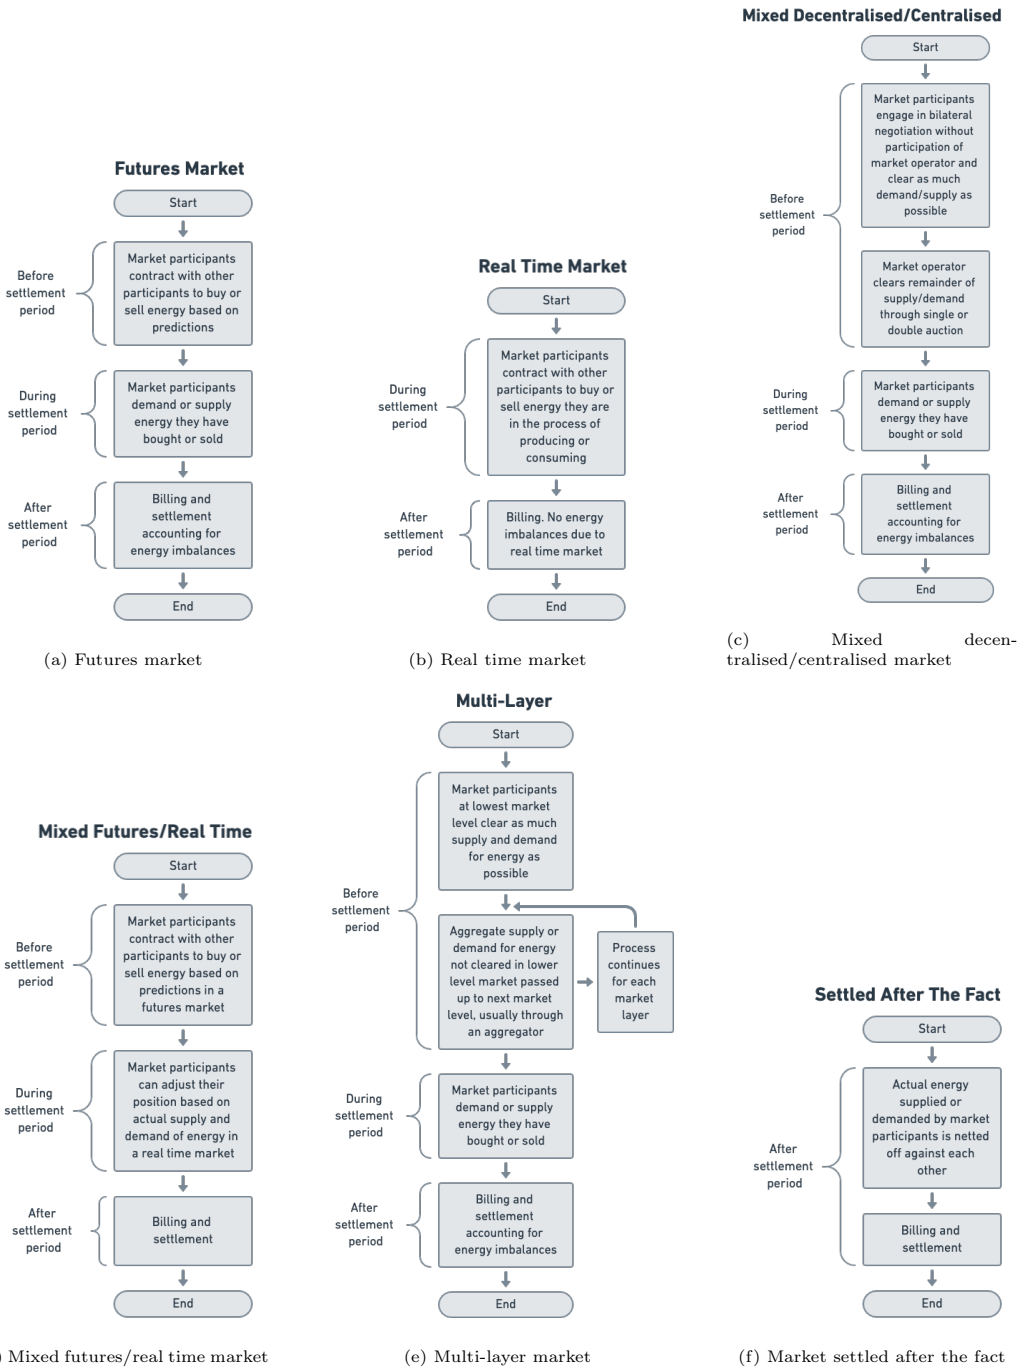 Futures Market
Start
Before
settlement
period
Market participants
contract with other
participants to buy or
sell energy based on
predictions
During
settlement
period
Market participants
demand or supply
energy they have
bought or sold
After
settlement
period
Billing and
settlement
accounting for
energy imbalances
End
(a) Futures market
Real Time Market
Start
During
settlement
period
Market participants
contract with other
participants to buy or
sell energy they are
in the process of
producing or
consuming
After
settlement
period
Billing. No energy
imbalances due to
real time market
End
(b) Real time market
Mixed Decentralised/Centralised
Start
Before
settlement
period
Market participants
engage in bilateral
negotiation without
participation of
market operator and
clear as much
demand/supply as
possible
Market operator
clears remainder of
supply/demand
through single or
double auction
During
settlement
period
Market participants
demand or supply
energy they have
bought or sold
After
settlement
period
Billing and
settlement
accounting for
energy imbalances
End
(c) Mixed decen-
tralised/centralised market
Mixed Futures/Real Time
Start
Before
settlement
period
Market participants
contract with other
participants to buy or
sell energy based on
predictions in a
futures market
During
settlement
period
Market participants
can adjust their
position based on
actual supply and
demand of energy in
a real time market
After
settlement
period
Billing and
settlement
End
) Mixed futures/real time market
Multi-Layer
Start
Before
settlement
period
Market participants
at lowest market
level clear as much
supply and demand
for energy as
possible
Aggregate supply or
demand for energy
not cleared in lower
level market passed
up to next market
level, usually through
an aggregator
Process
continues
for each
market
layer
During
settlement
period
Market participants
demand or supply
energy they have
bought or sold
After
settlement
period
Billing and
settlement
accounting for
energy imbalances
End
(e) Multi-layer market
Settled After The Fact
Start
After
settlement
period
Actual energy
supplied or
demanded by market
participants is netted
off against each
other
Billing and
settlement
End
(f) Market settled after the fact